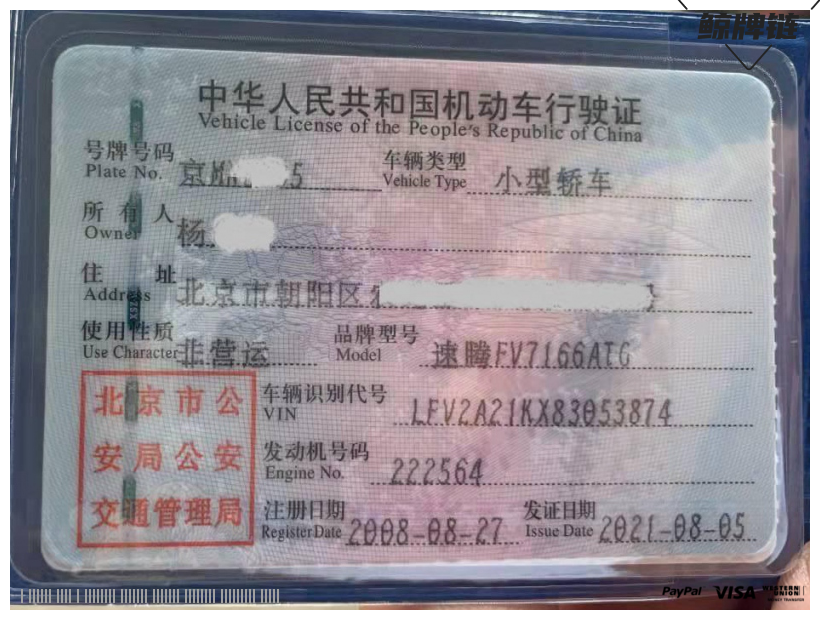 鲸牌链
中华人民共和国机动车行驶证
Vehicle License of the People's Republic of China
号牌号码 京 5 车辆类型 小型轿车
Plate No. Vehicle Type
所有人 杨
Owner
住址 北京市朝阳区
Address
使用性质 非营运 品牌型号 速腾FV7166ATG
Use Character Model
北京市公
安局公安
交通管理局
车辆识别代号 LFV2A21KX83053874
VIN
发动机号码 222564
Engine No.
注册日期 2008-08-27 发证日期 2021-08-05
Register Date Issue Date
PayPal VISA WESTERN UNION